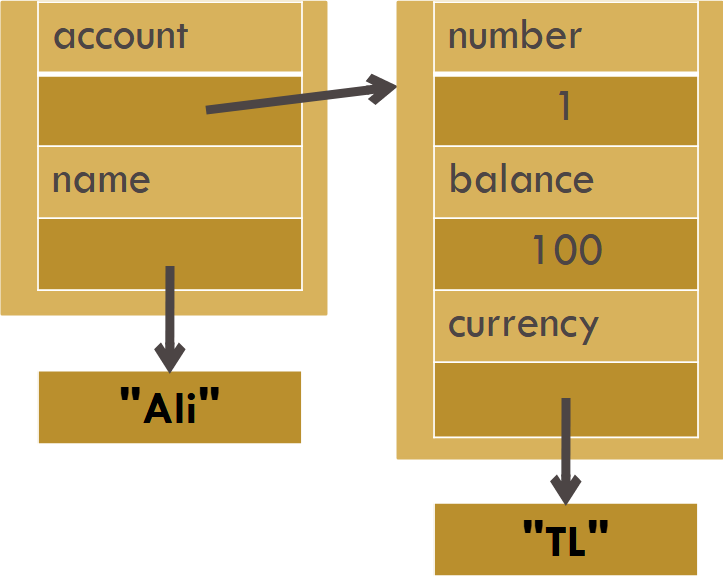 account
name
"Ali"
number
1
balance
100
currency
"TL"